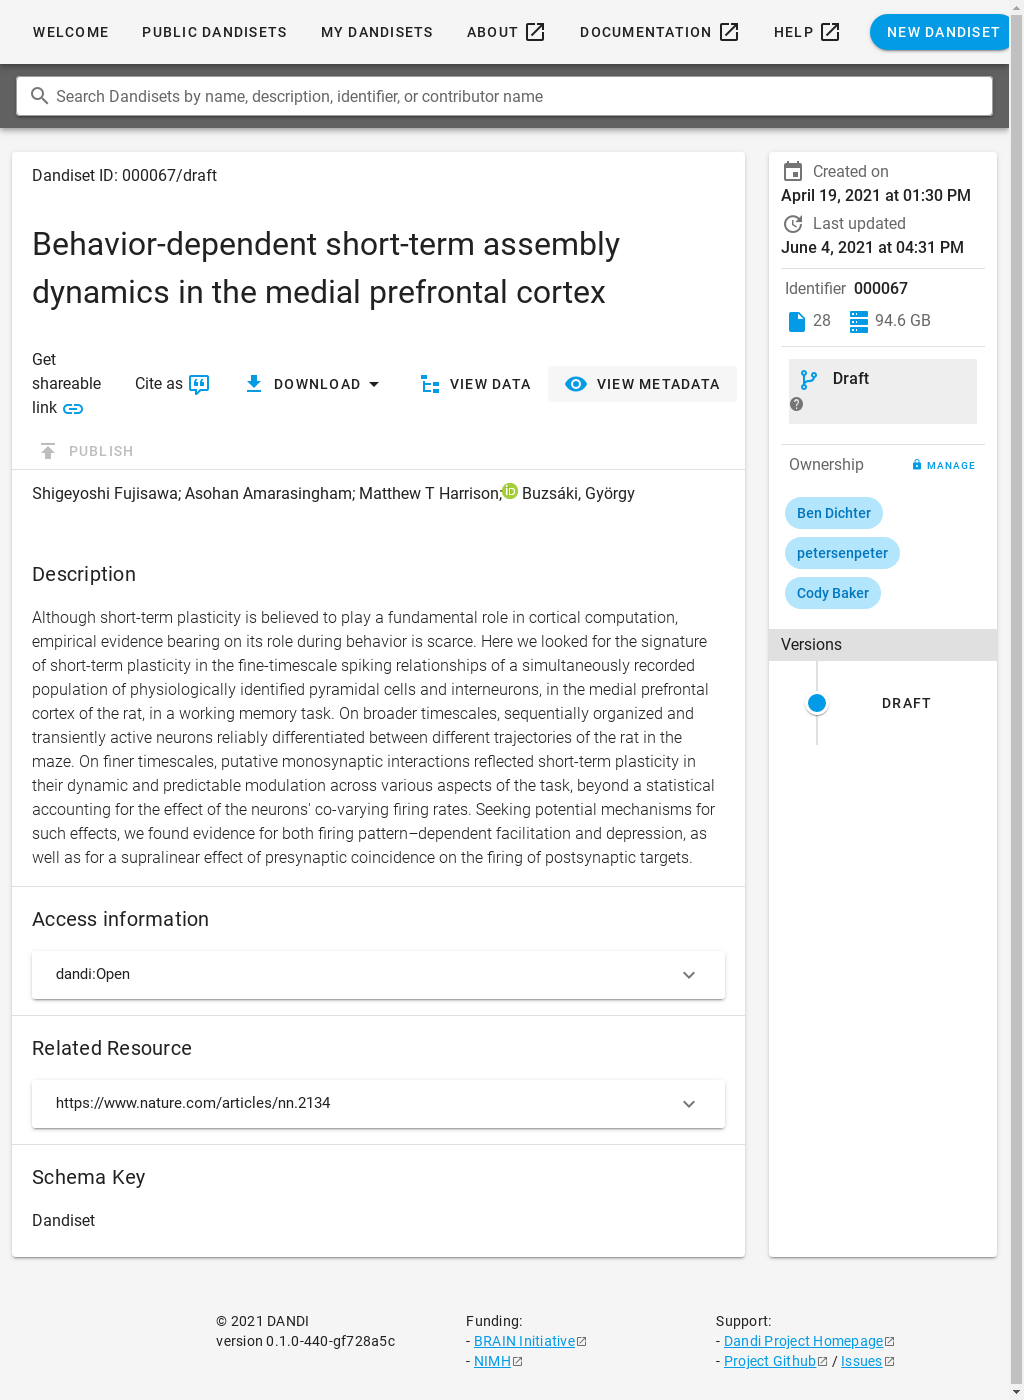 WELCOME PUBLIC DANDISETS MY DANDISETS ABOUT DOCUMENTATION HELP NEW DANDISET
Search Dandisets by name, description, identifier, or contributor name
Dandiset ID: 000067/draft
Behavior-dependent short-term assembly
dynamics in the medial prefrontal cortex
Get
shareable
link
Cite as
DOWNLOAD
VIEW DATA
VIEW METADATA
PUBLISH
Shigeyoshi Fujisawa; Asohan Amarasingham; Matthew T Harrison; iD Buzsáki, György
Description
Although short-term plasticity is believed to play a fundamental role in cortical computation,
empirical evidence bearing on its role during behavior is scarce. Here we looked for the signature
of short-term plasticity in the fine-timescale spiking relationships of a simultaneously recorded
population of physiologically identified pyramidal cells and interneurons, in the medial prefrontal
cortex of the rat, in a working memory task. On broader timescales, sequentially organized and
transiently active neurons reliably differentiated between different trajectories of the rat in the
maze. On finer timescales, putative monosynaptic interactions reflected short-term plasticity in
their dynamic and predictable modulation across various aspects of the task, beyond a statistical
accounting for the effect of the neurons' co-varying firing rates. Seeking potential mechanisms for
such effects, we found evidence for both firing pattern–dependent facilitation and depression, as
well as for a supralinear effect of presynaptic coincidence on the firing of postsynaptic targets.
Access information
dandi:Open
Related Resource
https://www.nature.com/articles/nn.2134
Schema Key
Dandiset
Created on
April 19, 2021 at 01:30 PM
Last updated
June 4, 2021 at 04:31 PM
Identifier 000067
28 94.6 GB
Draft
Ownership MANAGE
Ben Dichter
petersenpeter
Cody Baker
Versions
DRAFT
© 2021 DANDI
version 0.1.0-440-gf728a5c
Funding:
- BRAIN Initiative
- NIMH
Support:
- Dandi Project Homepage
- Project Github / Issues